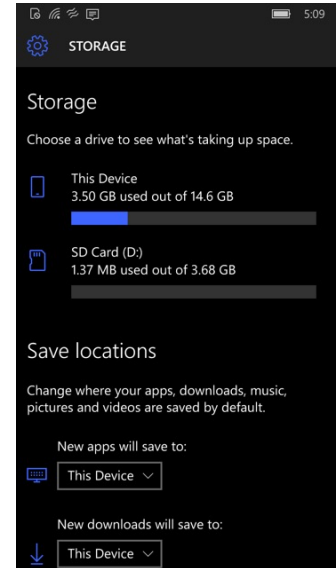 5:09
STORAGE
Storage
Choose a drive to see what's taking up space.
This Device
3.50 GB used out of 14.6 GB
SD Card (D:)
1.37 MB used out of 3.68 GB
Save locations
Change where your apps, downloads, music,
pictures and videos are saved by default.
New apps will save to:
This Device
New downloads will save to:
This Device